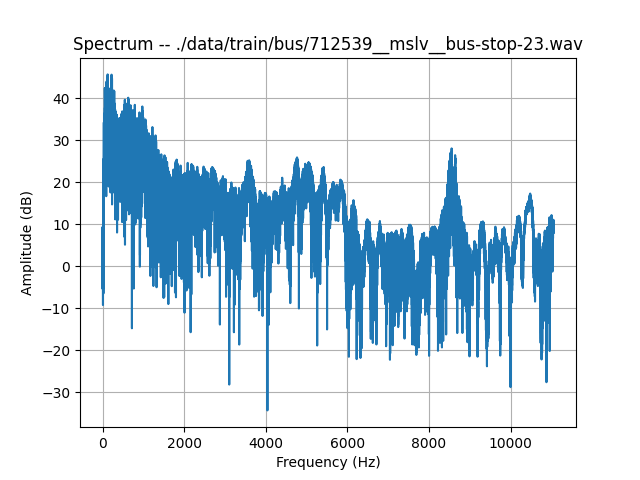 Spectrum -- ./data/train/bus/712539__mslv__bus-stop-23.wav
40
30
20
10
0
−10
−20
−30
Amplitude (dB)
0 2000 4000 6000 8000 10000
Frequency (Hz)